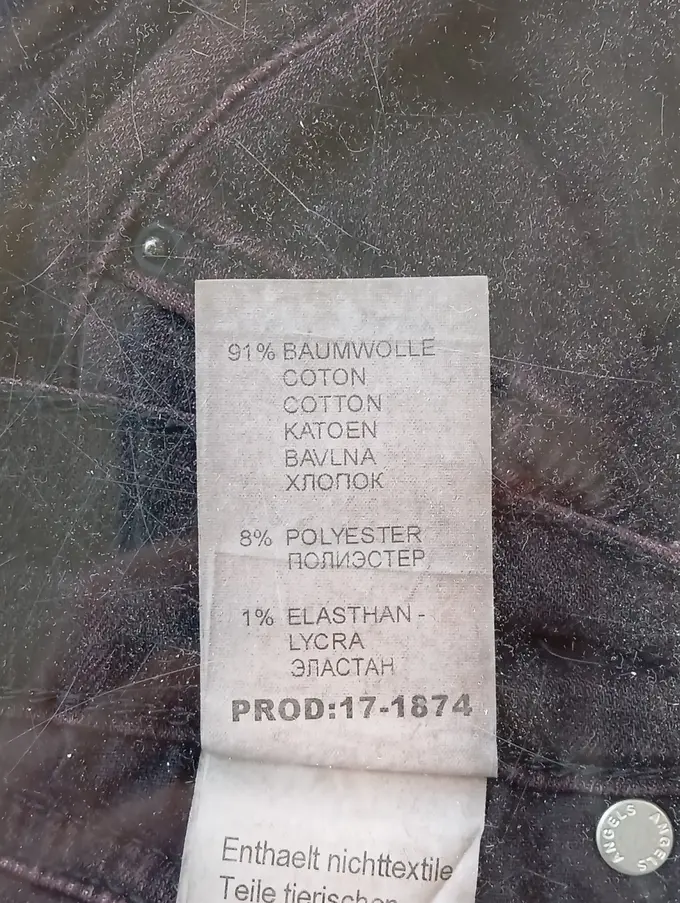 91% BAUMWOLLE
COTON
COTTON
KATOEN
BAVLNA
ХЛОПОК
8% POLYESTER
ПОЛИЭСТЕР
1% ELASTHAN -
LYCRA
ЭЛАСТАН
PROD:17-1874
Enthaelt nichttextile
Teile tierischen
ANGELS ANGELS